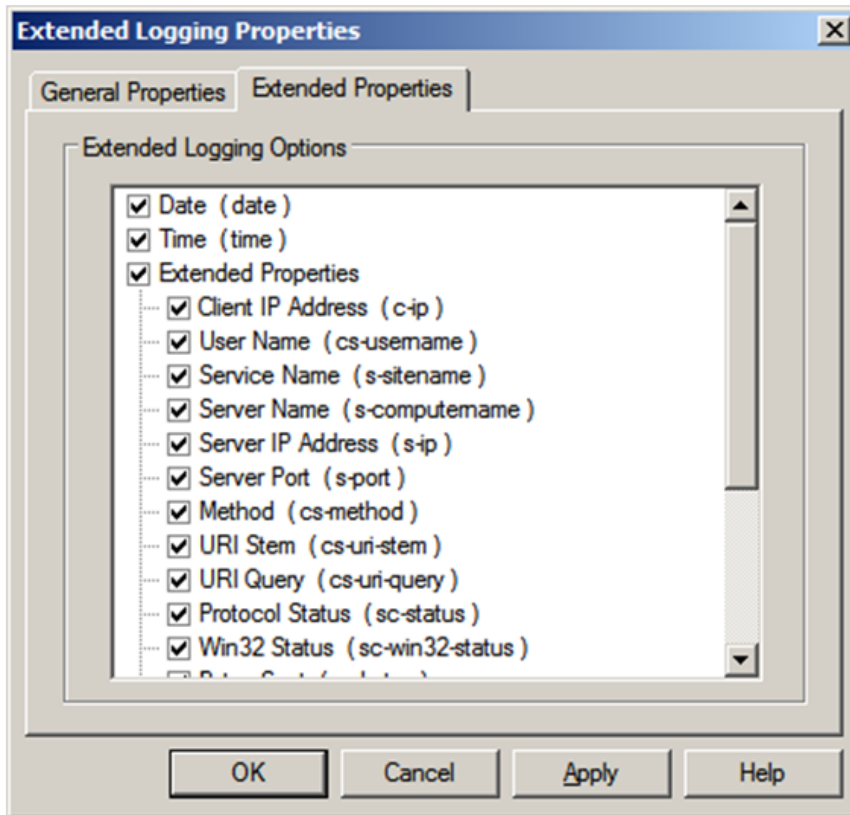 Extended Logging Properties
General Properties
Extended Properties
Extended Logging Options
Date ( date )
Time ( time )
Extended Properties
Client IP Address ( c-ip )
User Name ( cs-username )
Service Name ( s-sitename )
Server Name ( s-computername )
Server IP Address ( s-ip )
Server Port ( s-port )
Method ( cs-method )
URI Stem ( cs-uri-stem )
URI Query ( cs-uri-query )
Protocol Status ( sc-status )
Win32 Status ( sc-win32-status )
OK Cancel Apply Help